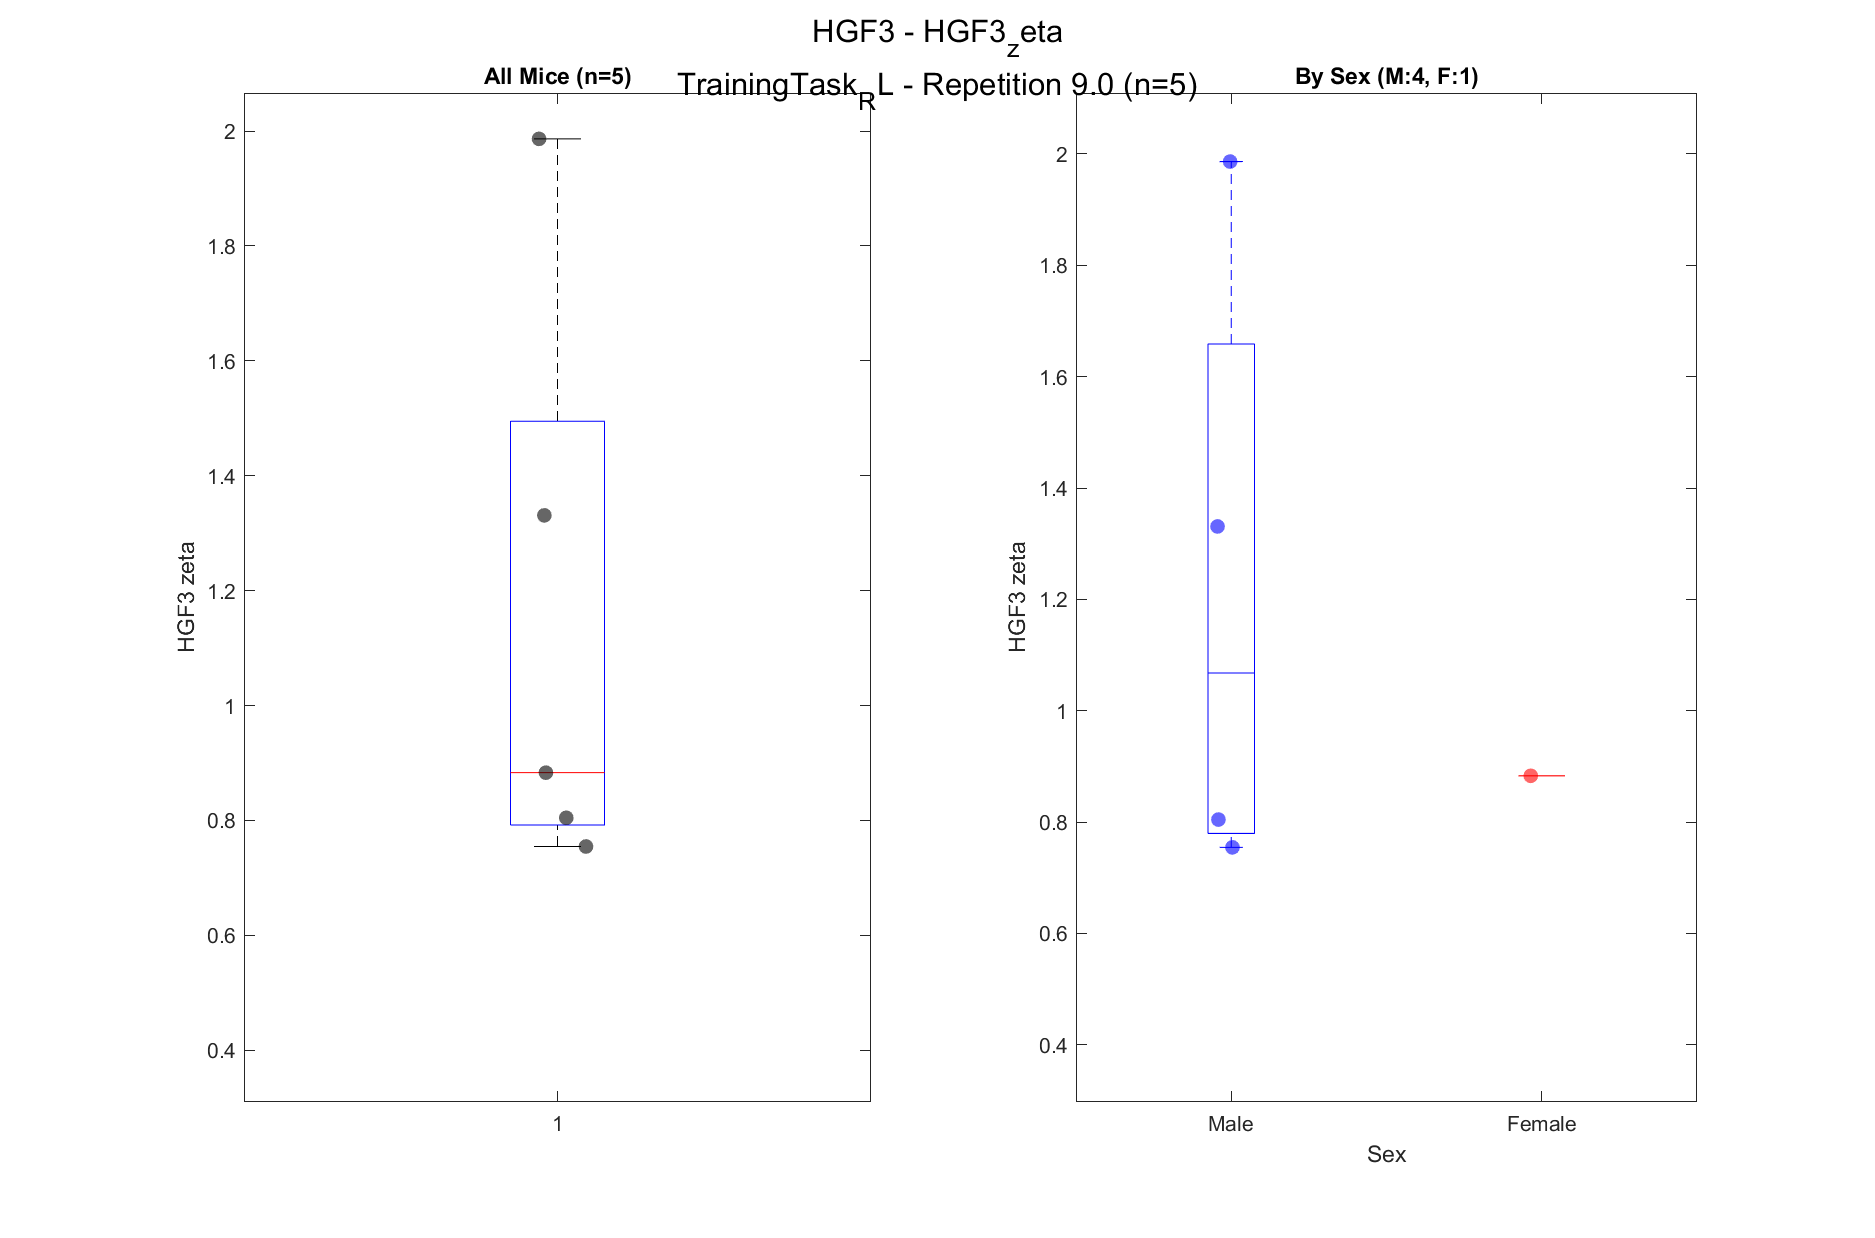 HGF3 - HGF3_zeta
TrainingTask_RL - Repetition 9.0 (n=5)
All Mice (n=5)
HGF3 zeta
2
1.8
1.6
1.4
1.2
1
0.8
0.6
0.4
1
By Sex (M:4, F:1)
HGF3 zeta
2
1.8
1.6
1.4
1.2
1
0.8
0.6
0.4
Male Female
Sex